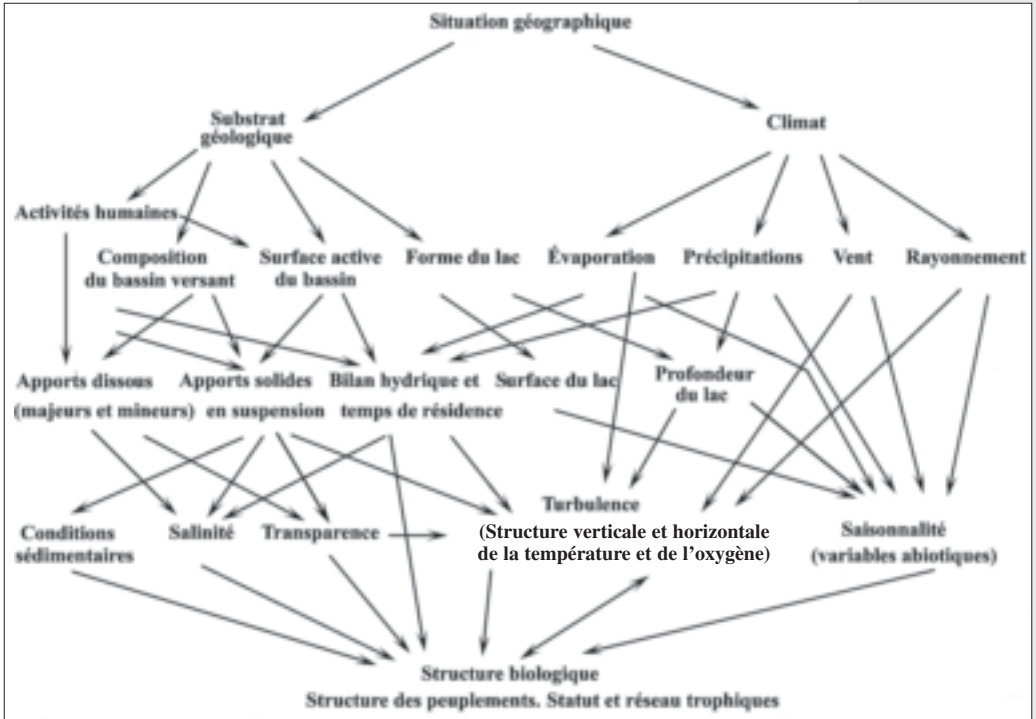 Situation géographique
Substrat
géologique
Climat
Activités humaines
Composition
du bassin versant
Surface active
du bassin
Forme du lac
Évaporation
Précipitations
Vent
Rayonnement
Apports dissous
(majeurs et mineurs)
Apports solides
en suspension
Bilan hydrique et
temps de résidence
Surface du lac
Profondeur
du lac
Conditions
sédimentaires
Salinité
Transparence
Turbulence
(Structure verticale et horizontale
de la température et de l'oxygène)
Saisonnalité
(variables abiotiques)
Structure biologique
Structure des peuplements. Statut et réseau trophiques